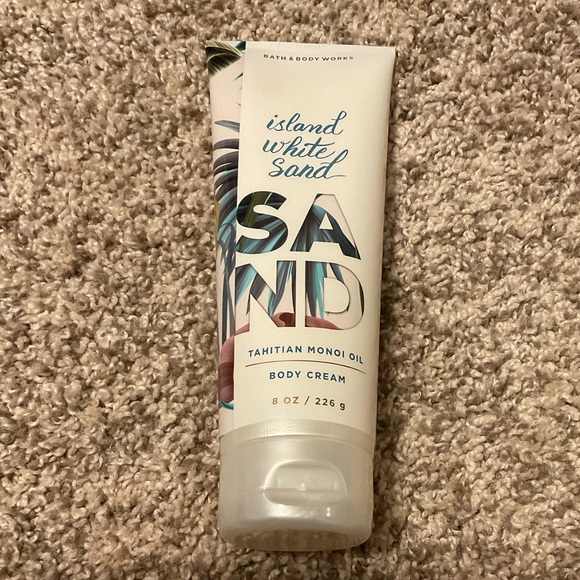 BATH & BODY WORKS
island
white
sand
SA
ND
TAHITIAN MONOI OIL
BODY CREAM
8 OZ / 226 g